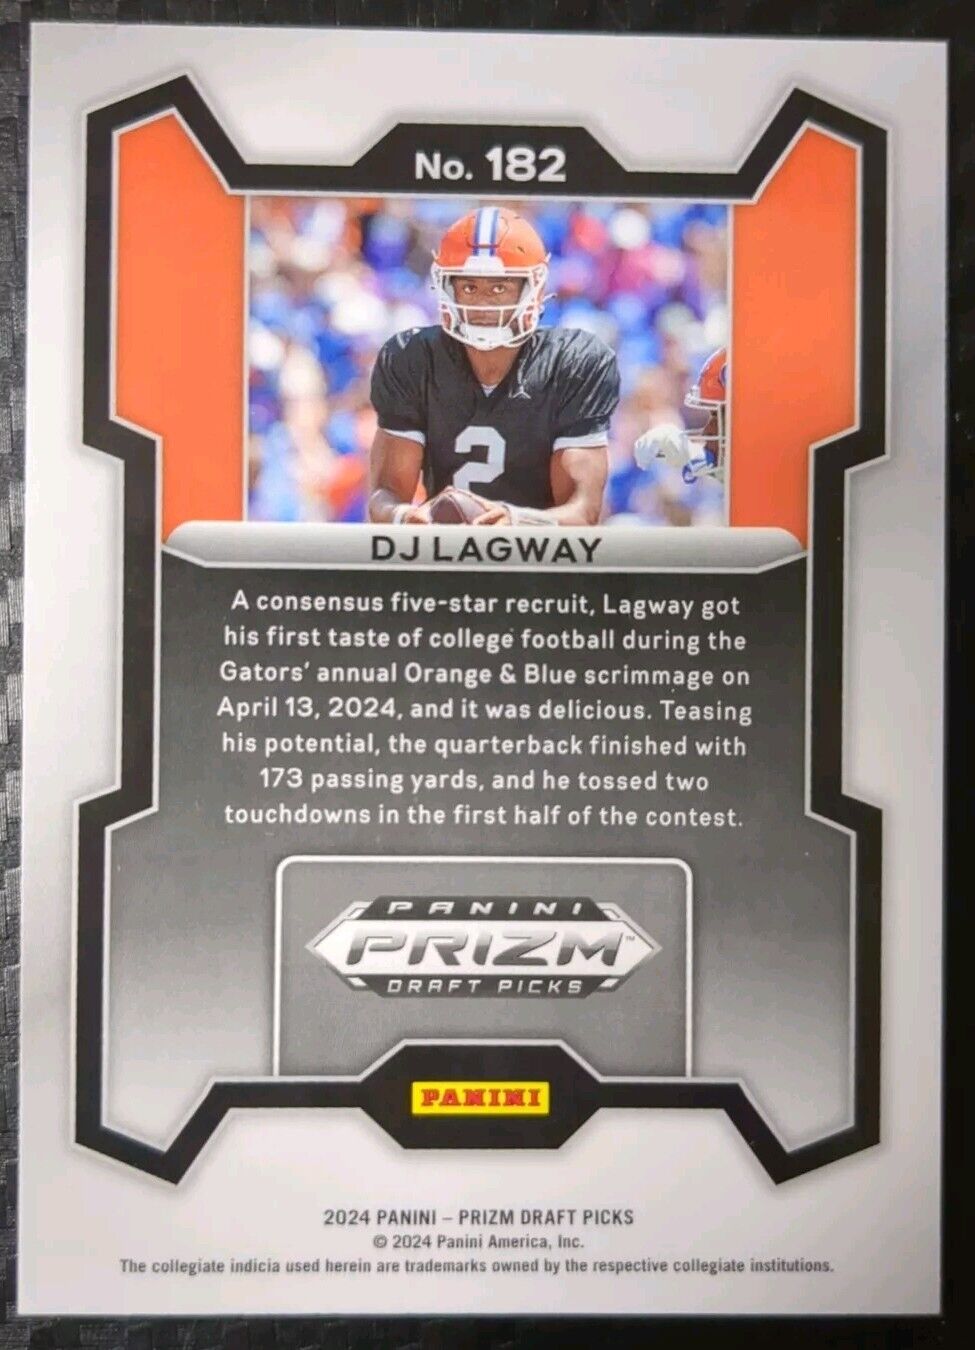 No. 182
2
DJ LAGWAY
A consensus five-star recruit, Lagway got
his first taste of college football during the
Gators' annual Orange & Blue scrimmage on
April 13, 2024, and it was delicious. Teasing
his potential, the quarterback finished with
173 passing yards, and he tossed two
touchdowns in the first half of the contest.
PANINI
PRIZM™
DRAFT PICKS
PANINI
2024 PANINI – PRIZM DRAFT PICKS
© 2024 Panini America, Inc.
The collegiate indicia used herein are trademarks owned by the respective collegiate institutions.